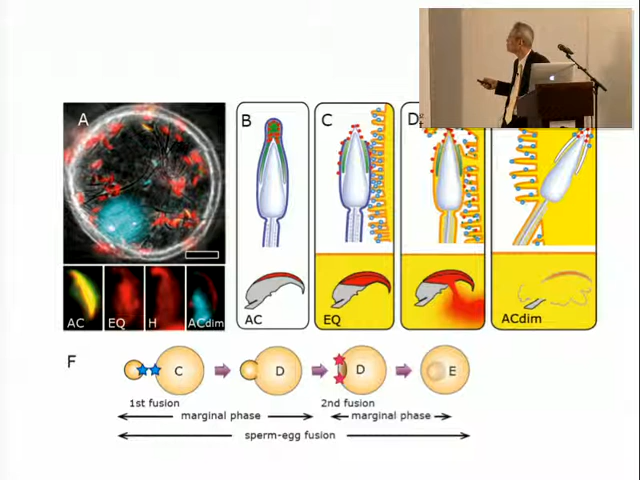 A
B
C
D
AC
EQ
H
ACdim
AC
EQ
ACdim
F
C
D
D
E
1st fusion
2nd fusion
marginal phase
marginal phase
sperm-egg fusion